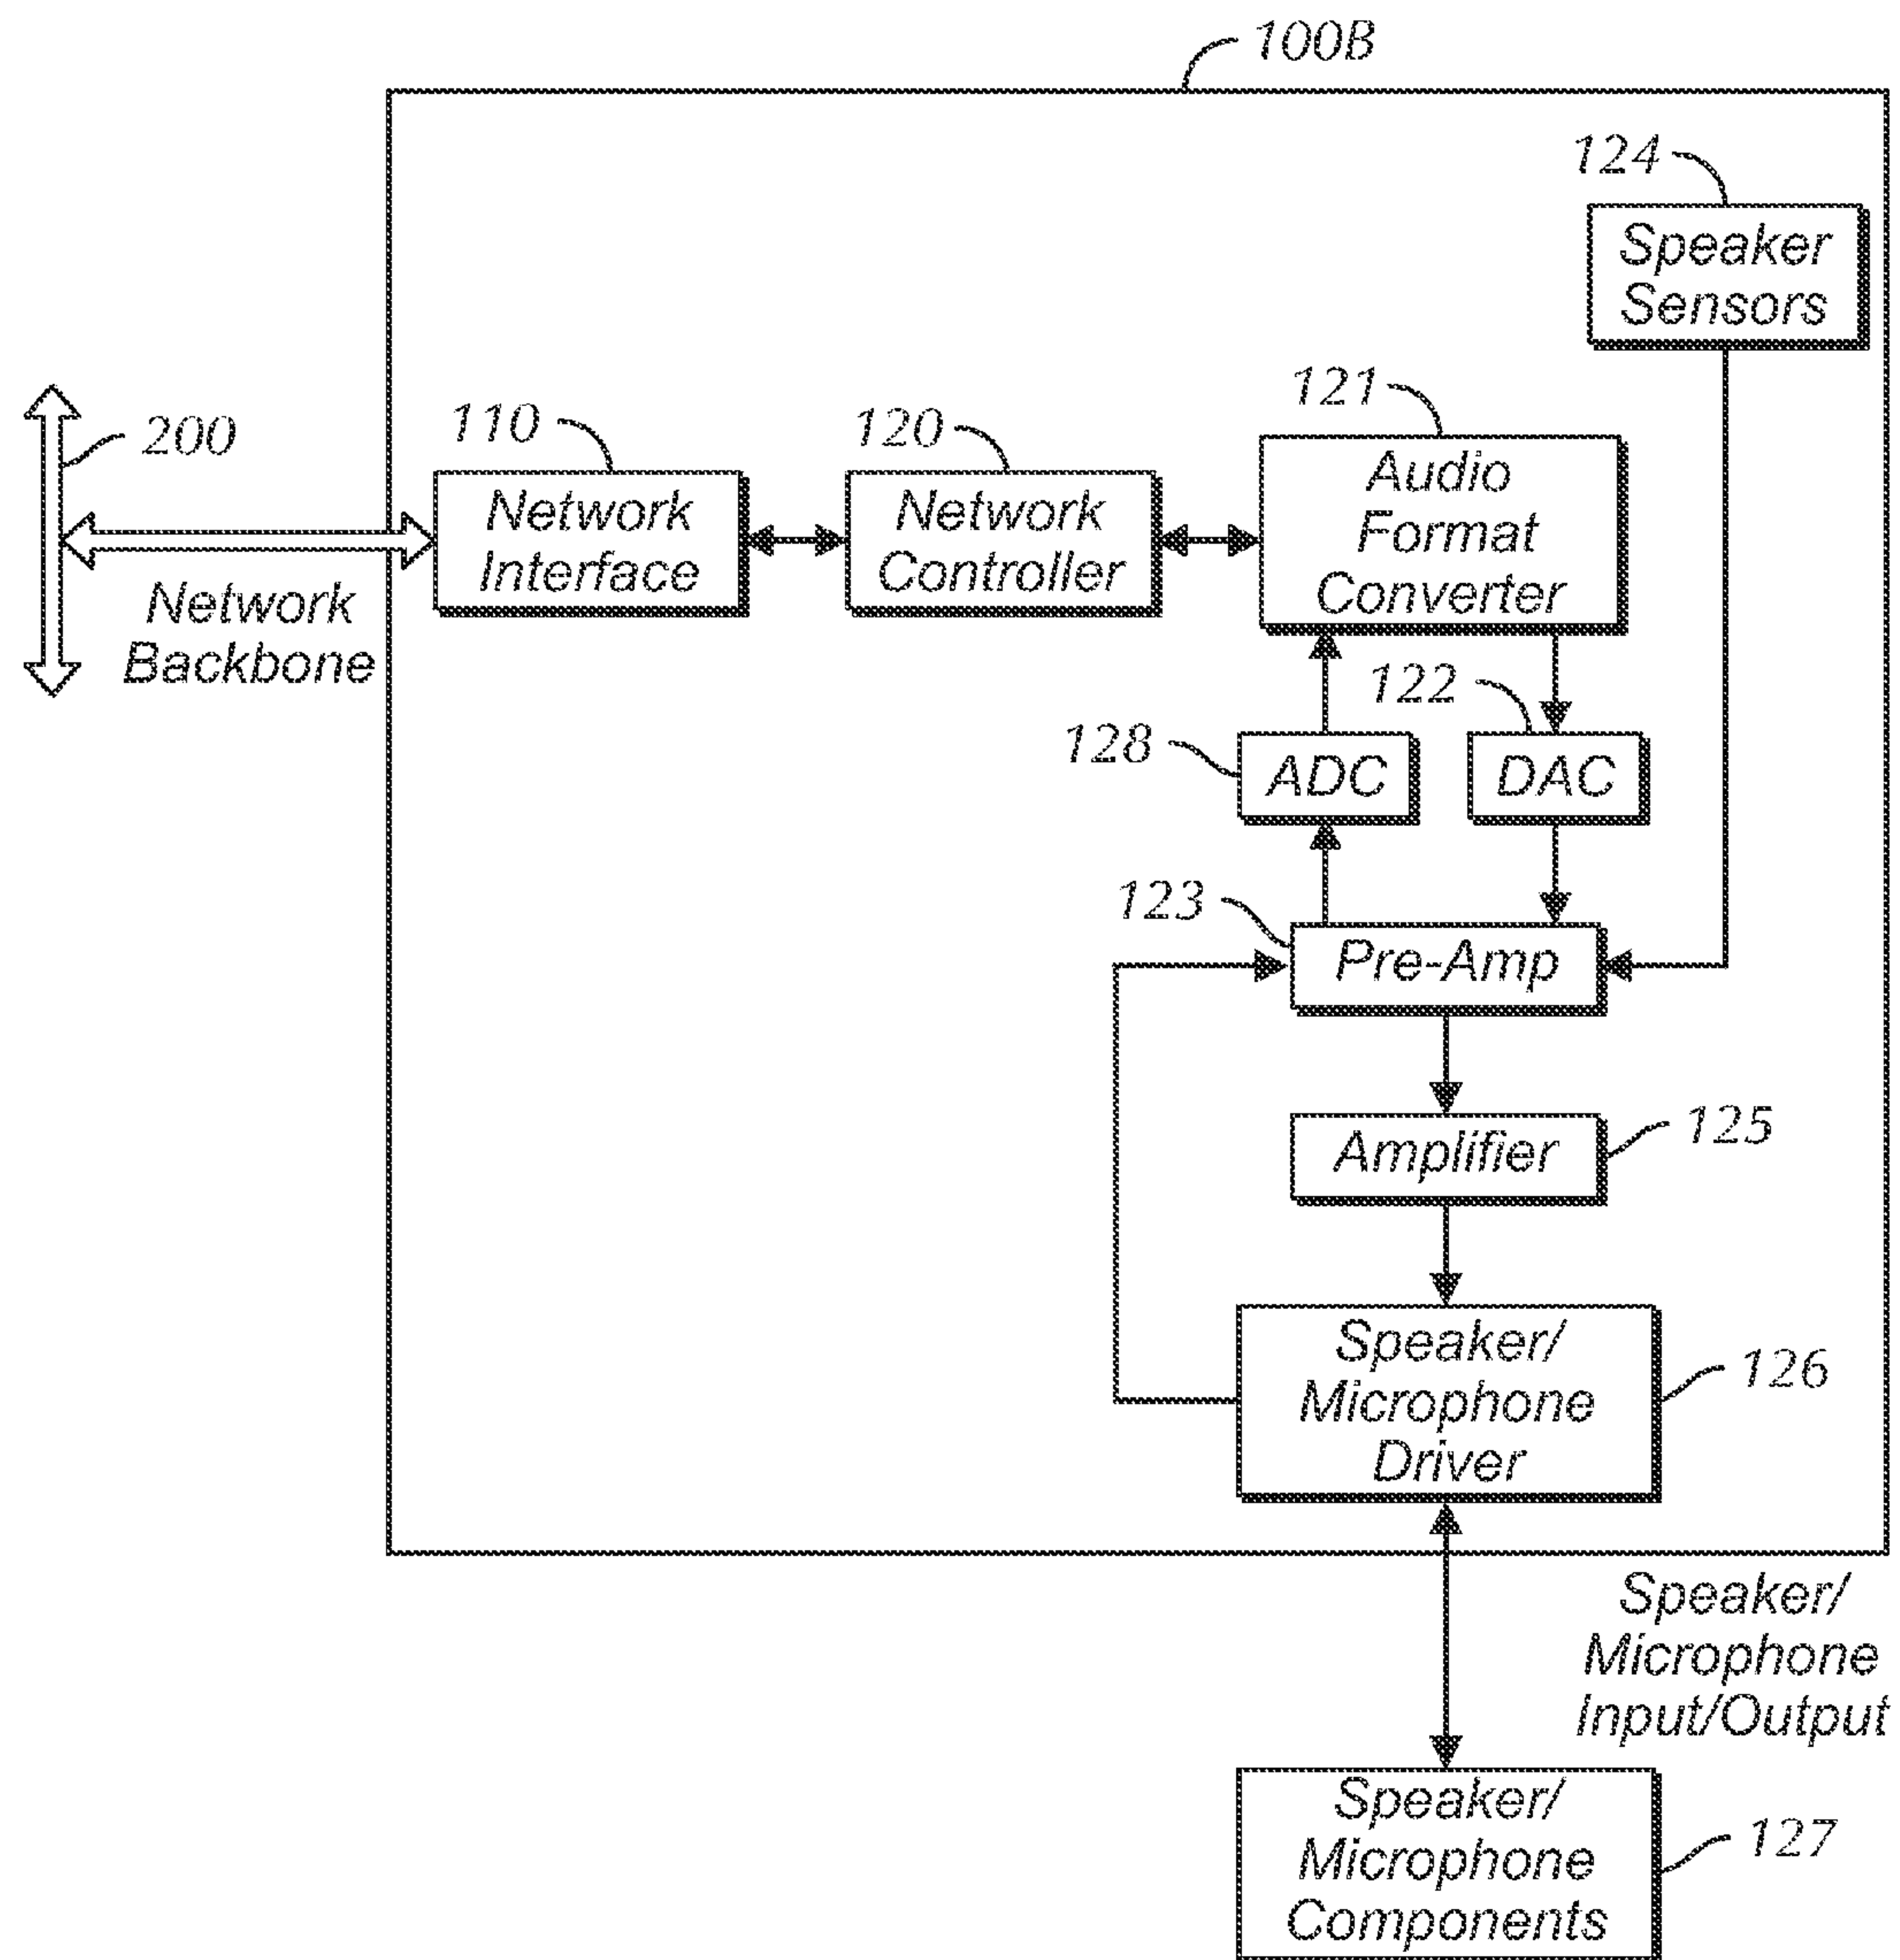 100B
124
Speaker
Sensors
200
110
120
121
Network
Interface
Network
Controller
Audio
Format
Converter
Network
Backbone
128
122
ADC
DAC
123
Pre-Amp
Amplifier
125
Speaker/
Microphone
Driver
126
Speaker/
Microphone
Input/Output
Speaker/
Microphone
Components
127